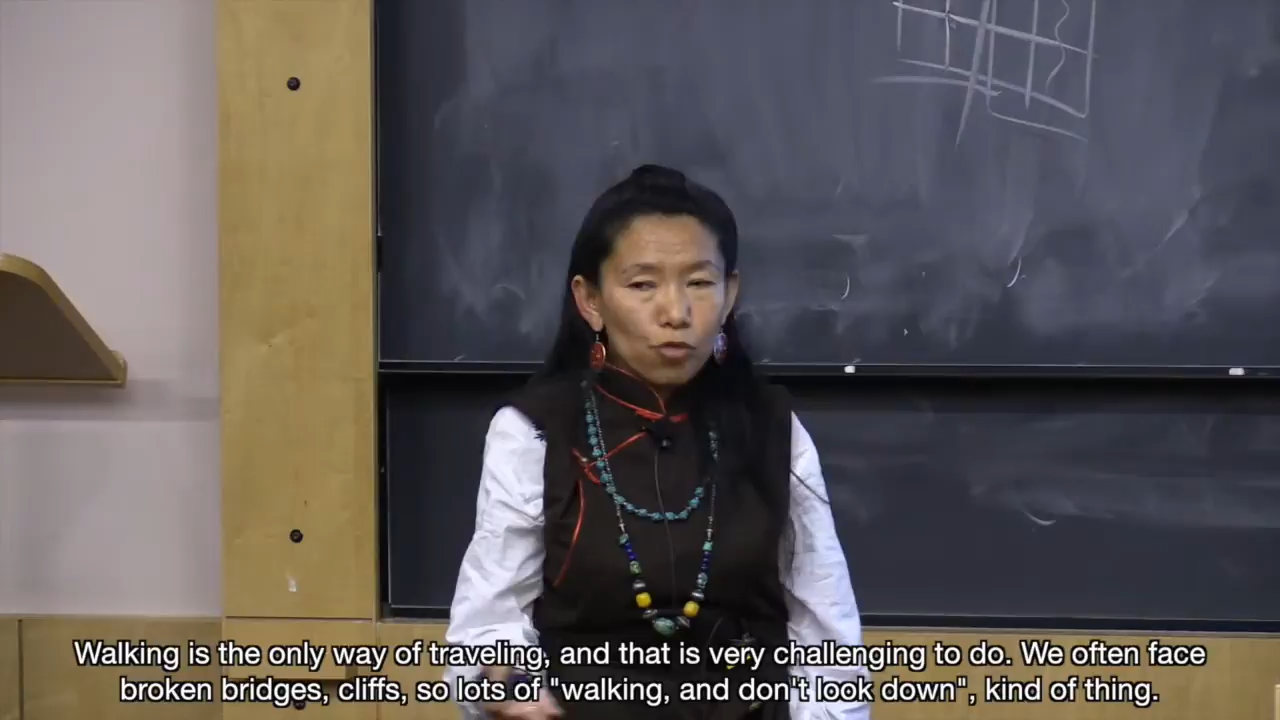 Walking is the only way of traveling, and that is very challenging to do. We often face
broken bridges, cliffs, so lots of "walking, and don't look down", kind of thing.